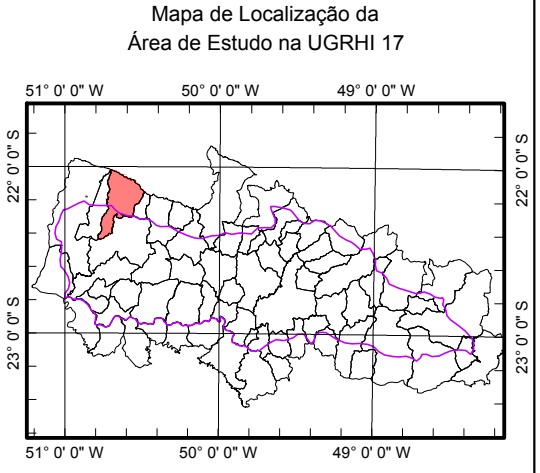 Mapa de Localização da
Área de Estudo na UGRHI 17
51° 0' 0" W 50° 0' 0" W 49° 0' 0" W
22° 0' 0" S
22° 0' 0" S
23° 0' 0" S
23° 0' 0" S
51° 0' 0" W 50° 0' 0" W 49° 0' 0" W